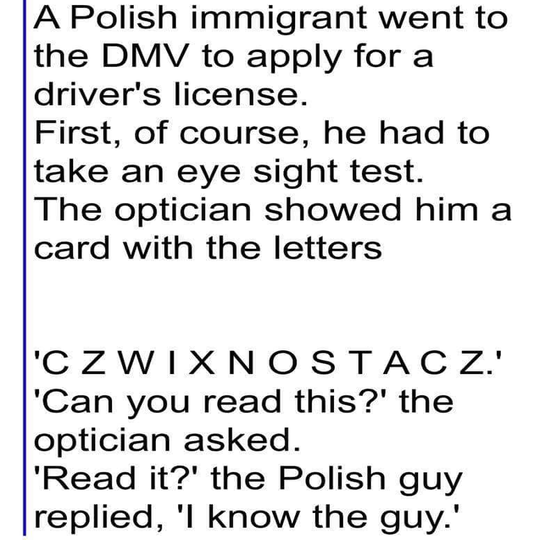 A Polish immigrant went to
the DMV to apply for a
driver's license.
First, of course, he had to
take an eye sight test.
The optician showed him a
card with the letters
'C Z W I X N O S T A C Z.'
'Can you read this?' the
optician asked.
'Read it?' the Polish guy
replied, 'I know the guy.'